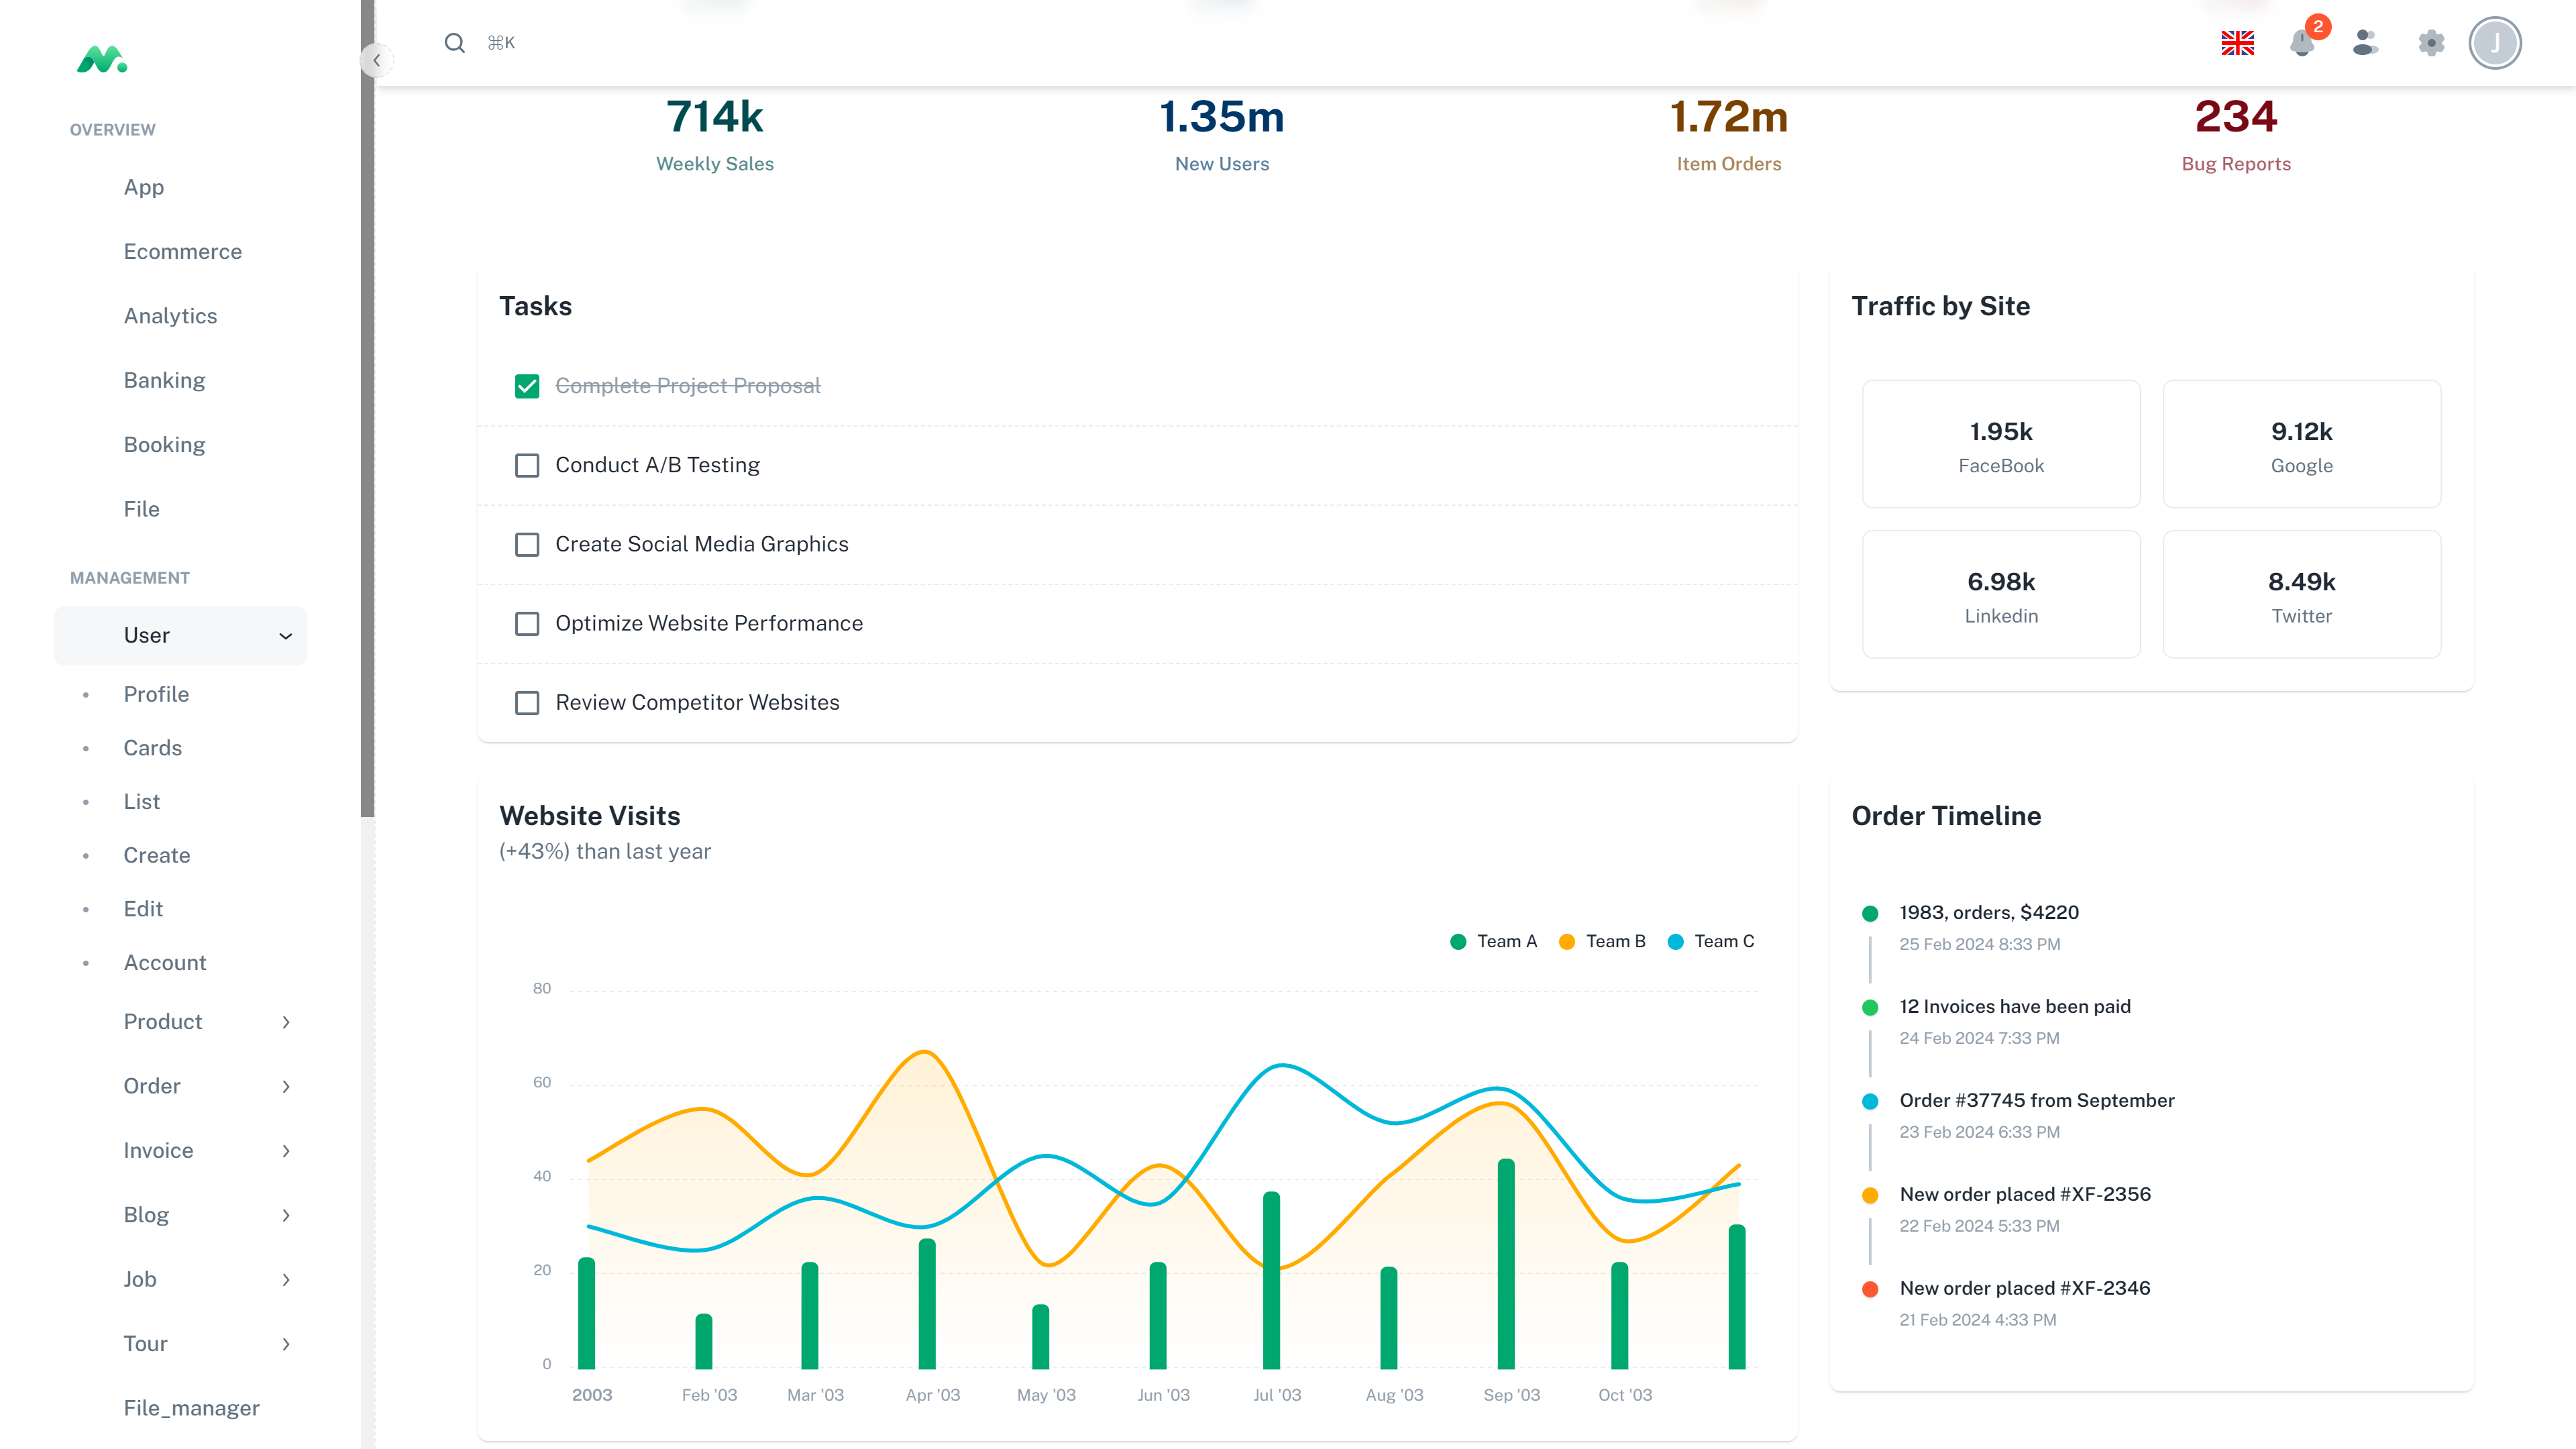 ⌘K
2
J
OVERVIEW
App
Ecommerce
Analytics
Banking
Booking
File
MANAGEMENT
User
Profile
Cards
List
Create
Edit
Account
Product
Order
Invoice
Blog
Job
Tour
File_manager
714k
Weekly Sales
1.35m
New Users
1.72m
Item Orders
234
Bug Reports
Tasks
Complete Project Proposal
Conduct A/B Testing
Create Social Media Graphics
Optimize Website Performance
Review Competitor Websites
Traffic by Site
1.95k
FaceBook
9.12k
Google
6.98k
Linkedin
8.49k
Twitter
Website Visits
(+43%) than last year
Team A
Team B
Team C
80
60
40
20
0
2003
Feb '03
Mar '03
Apr '03
May '03
Jun '03
Jul '03
Aug '03
Sep '03
Oct '03
Order Timeline
1983, orders, $4220
25 Feb 2024 8:33 PM
12 Invoices have been paid
24 Feb 2024 7:33 PM
Order #37745 from September
23 Feb 2024 6:33 PM
New order placed #XF-2356
22 Feb 2024 5:33 PM
New order placed #XF-2346
21 Feb 2024 4:33 PM